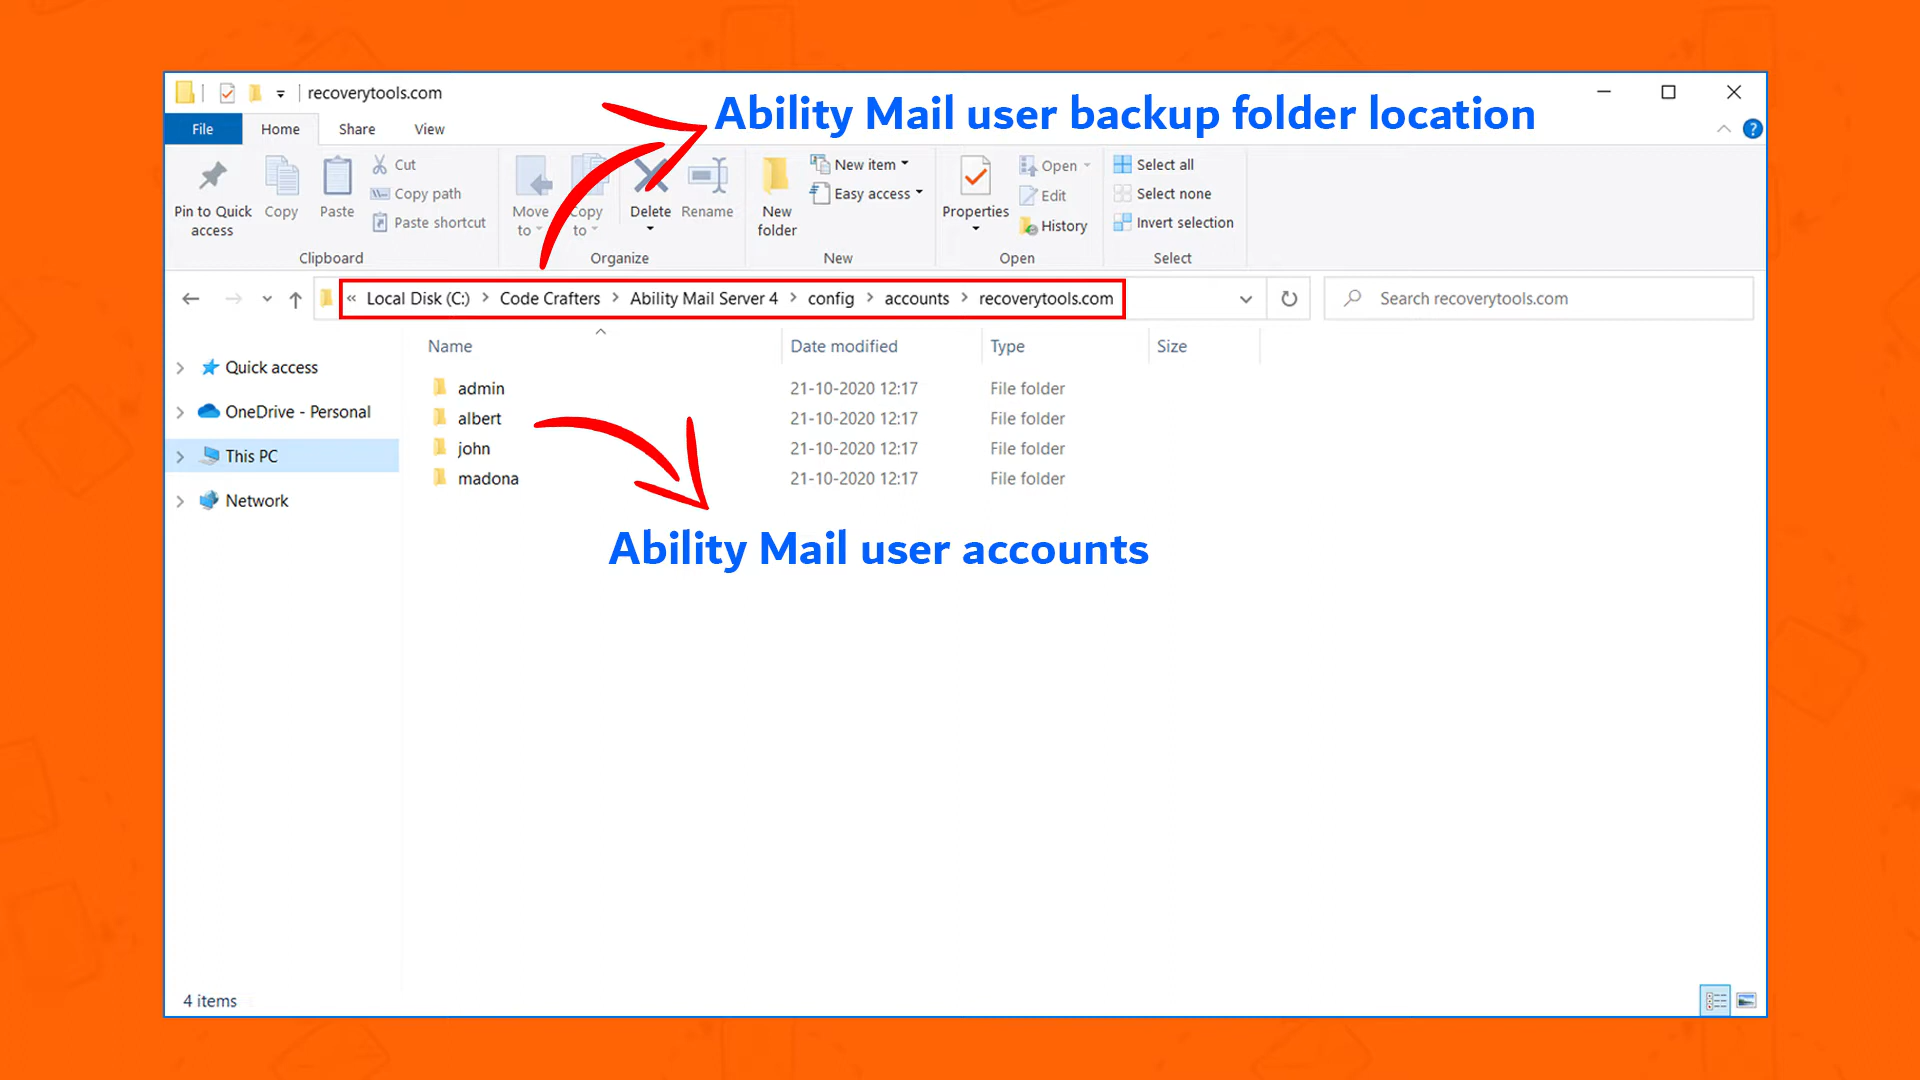 recoverytools.com
Ability Mail user backup folder location
File Home Share View
?
Pin to Quick access
Copy
Paste
Cut
Copy path
Paste shortcut
Clipboard
Move to
Copy to
Delete
Rename
Organize
New folder
New item
Easy access
New
Properties
Open
Edit
History
Open
Select all
Select none
Invert selection
Select
« Local Disk (C:) > Code Crafters > Ability Mail Server 4 > config > accounts > recoverytools.com
Search recoverytools.com
Quick access
OneDrive - Personal
This PC
Network
Name Date modified Type Size
admin 21-10-2020 12:17 File folder
albert 21-10-2020 12:17 File folder
john 21-10-2020 12:17 File folder
madona 21-10-2020 12:17 File folder
Ability Mail user accounts
4 items